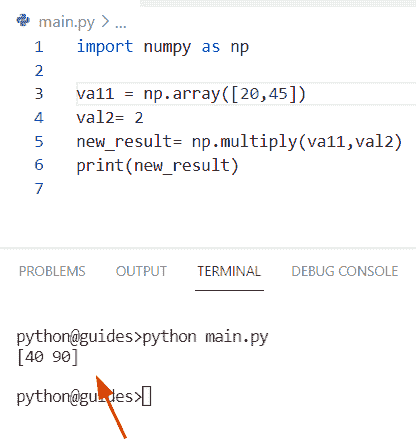 main.py > ...
1 import numpy as np
2
3 va11 = np.array([20,45])
4 val2= 2
5 new_result= np.multiply(va11,val2)
6 print(new_result)
7
PROBLEMS OUTPUT TERMINAL DEBUG CONSOLE
python@guides>python main.py
[40 90]
python@guides>